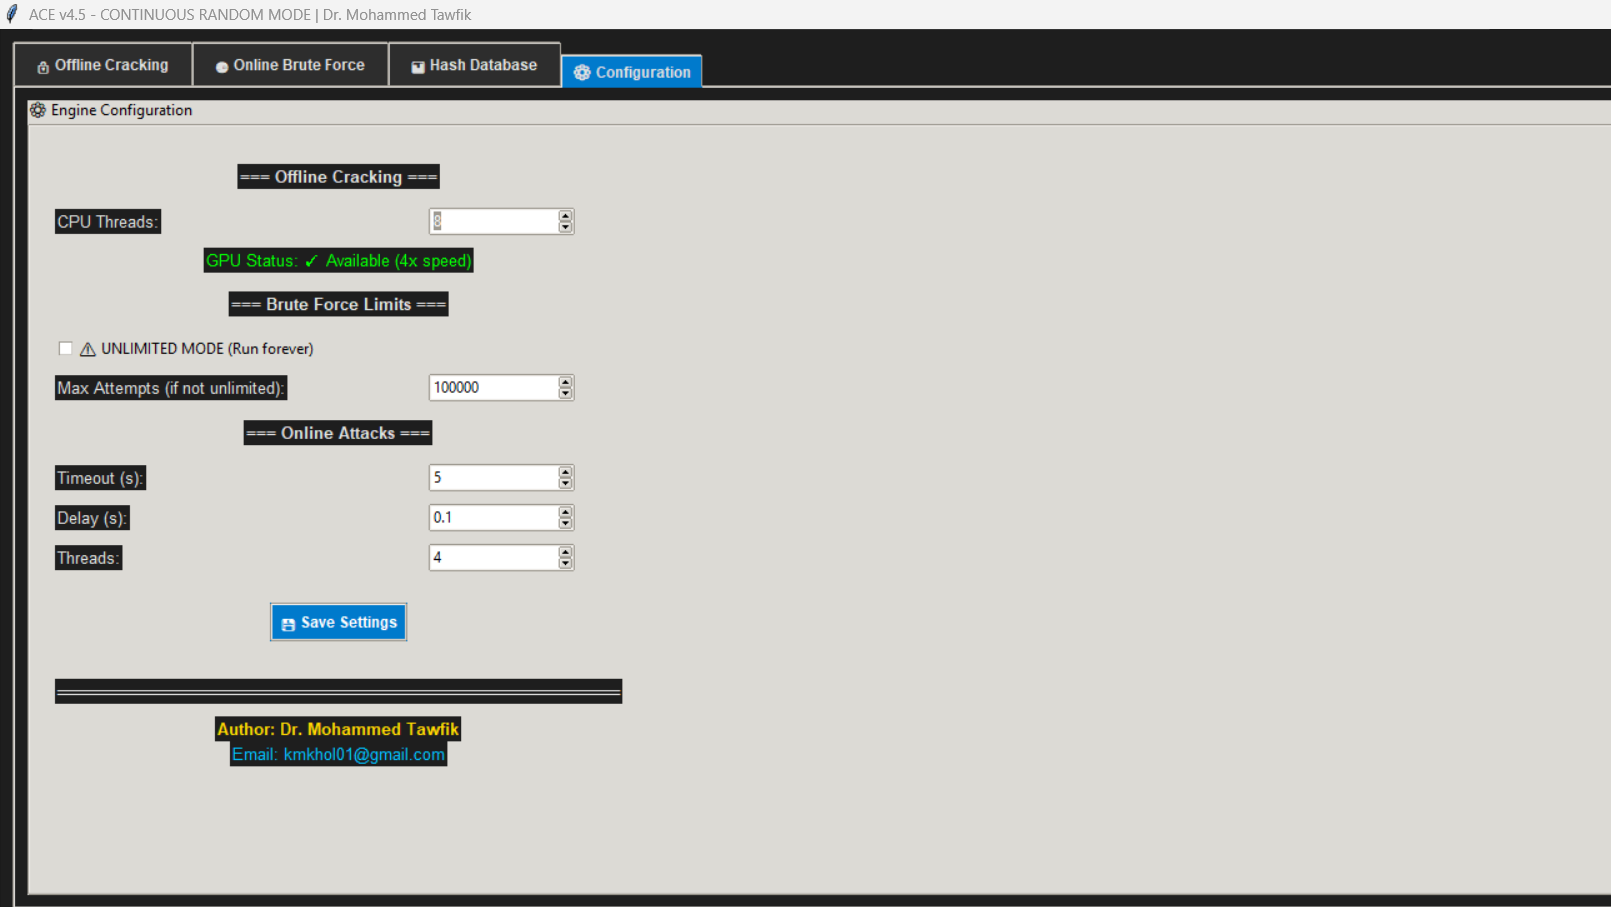 ACE v4.5 - CONTINUOUS RANDOM MODE | Dr. Mohammed Tawfik
Offline Cracking
Online Brute Force
Hash Database
Configuration
Engine Configuration
=== Offline Cracking ===
CPU Threads: 8
GPU Status: ✓ Available (4x speed)
=== Brute Force Limits ===
⚠ UNLIMITED MODE (Run forever)
Max Attempts (if not unlimited): 100000
=== Online Attacks ===
Timeout (s): 5
Delay (s): 0.1
Threads: 4
Save Settings
Author: Dr. Mohammed Tawfik
Email: kmkhol01@gmail.com